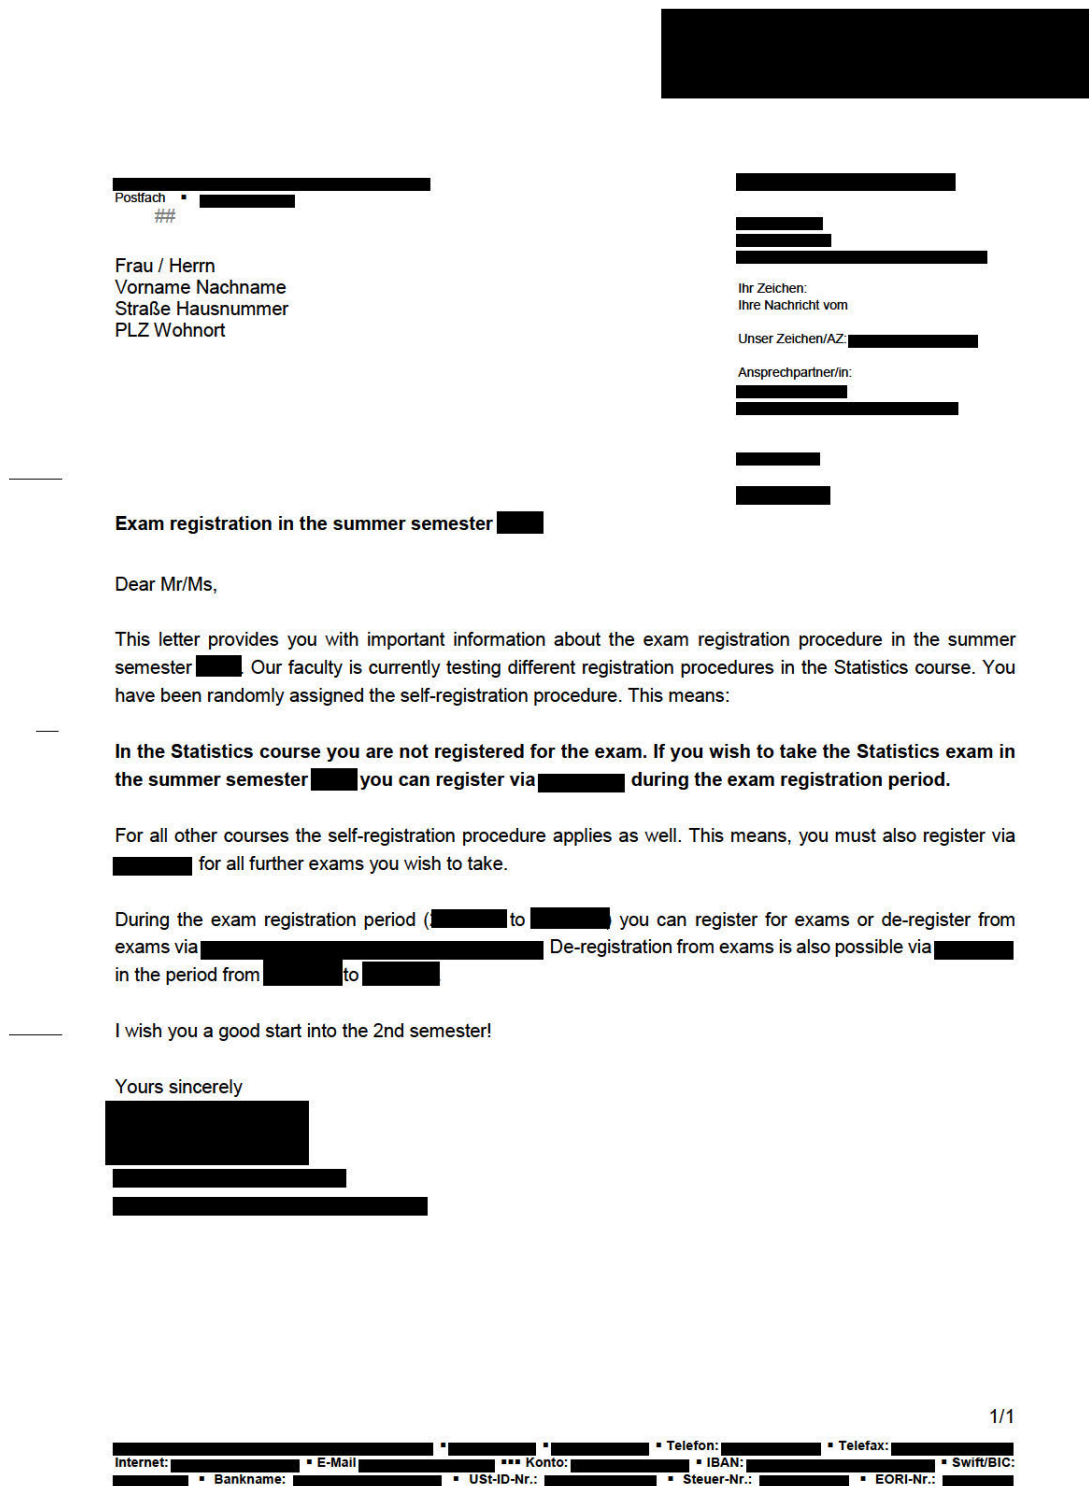 Postfach ▪
##
Frau / Herrn
Vorname Nachname
Straße Hausnummer
PLZ Wohnort
Ihr Zeichen:
Ihre Nachricht vom
Unser Zeichen/AZ:
Ansprechpartner/in:
Exam registration in the summer semester
Dear Mr/Ms,
This letter provides you with important information about the exam registration procedure in the summer
semester . Our faculty is currently testing different registration procedures in the Statistics course. You
have been randomly assigned the self-registration procedure. This means:
In the Statistics course you are not registered for the exam. If you wish to take the Statistics exam in
the summer semester you can register via during the exam registration period.
For all other courses the self-registration procedure applies as well. This means, you must also register via
for all further exams you wish to take.
During the exam registration period ( to ) you can register for exams or de-register from
exams via De-registration from exams is also possible via
in the period from to .
I wish you a good start into the 2nd semester!
Yours sincerely
1/1
▪ ▪ ▪ Telefon: ▪ Telefax:
Internet: ▪ E-Mail ▪▪▪ Konto: ▪ IBAN: ▪ Swift/BIC:
▪ Bankname: ▪ USt-ID-Nr.: ▪ Steuer-Nr.: ▪ EORI-Nr.: